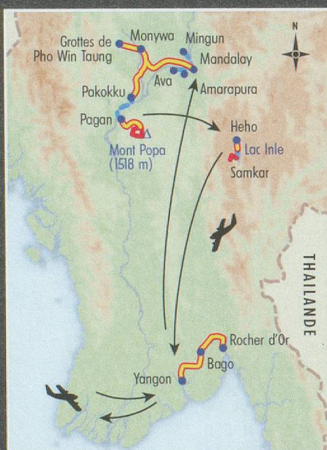 N
Grottes de
Pho Win Taung
Monywa
Mingun
Mandalay
Ava
Amarapura
Pakokku
Pagan
Mont Popa
(1518 m)
Heho
Lac Inle
Samkar
THAILANDE
Rocher d'Or
Bago
Yangon